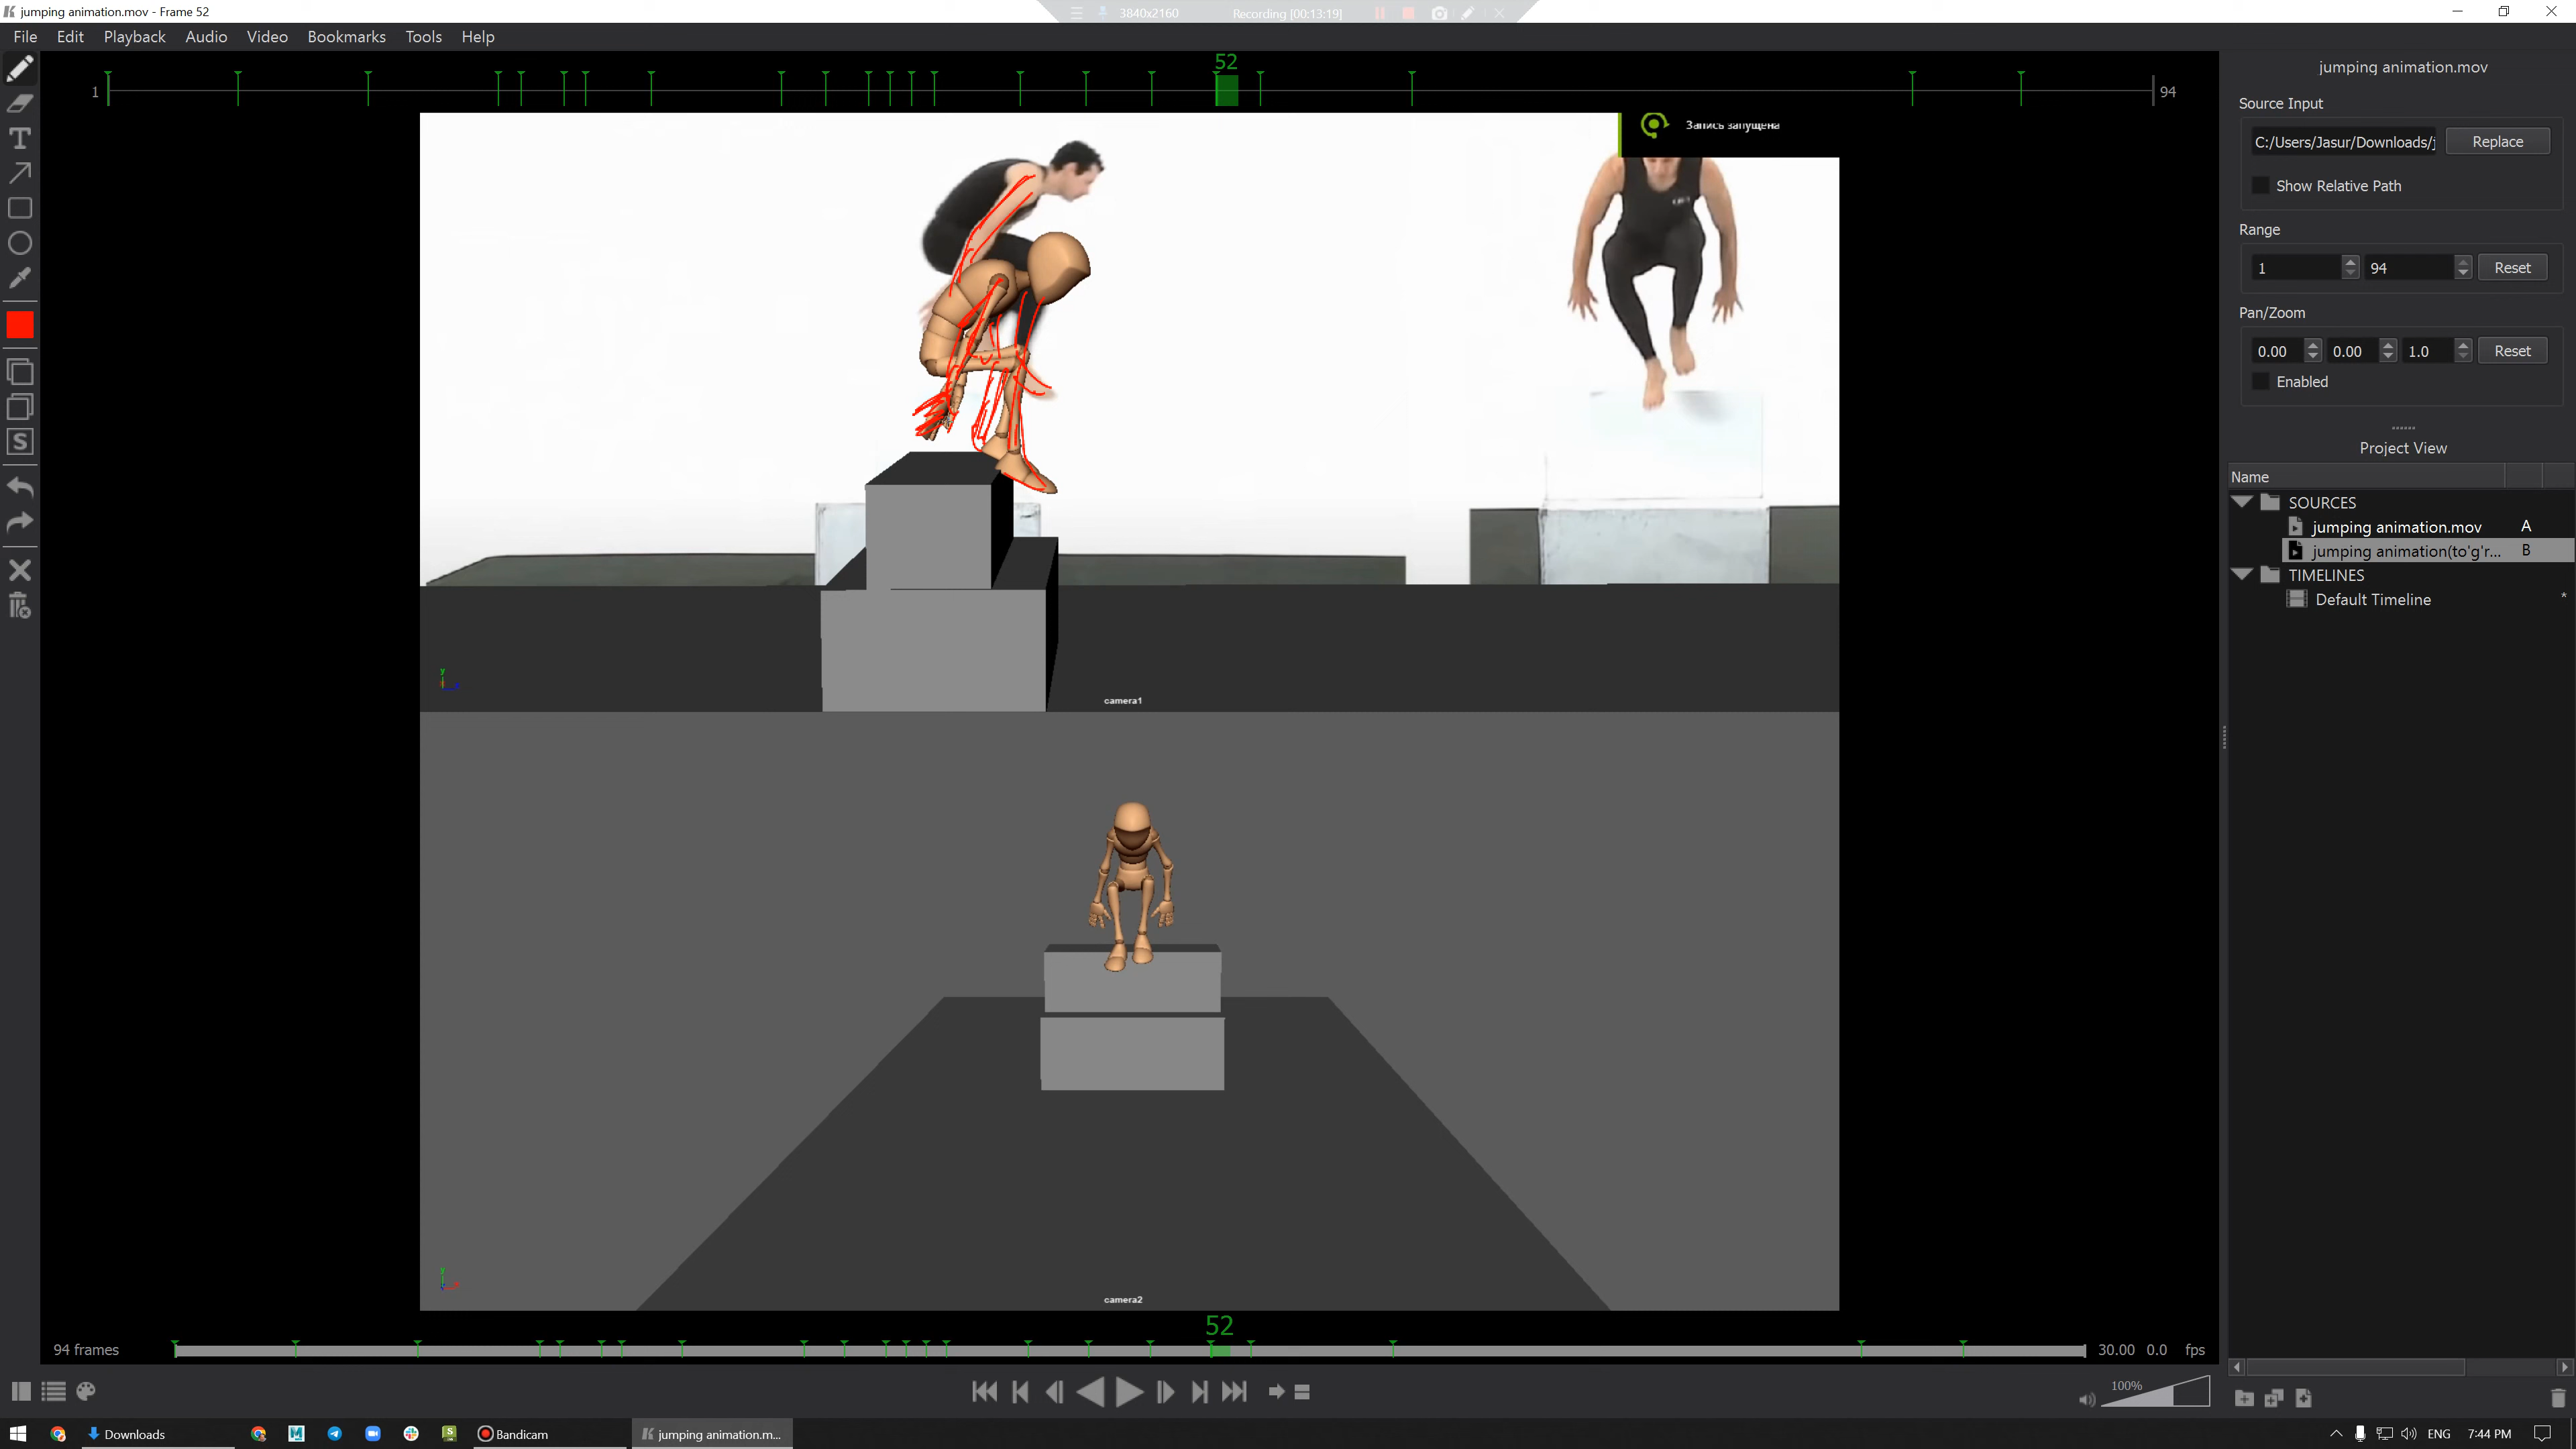 jumping animation.mov - Frame 52
3840x2160
Recording [00:13:19]
File Edit Playback Audio Video Bookmarks Tools Help
52
1
94
Запись запущена
camera1
camera2
52
94 frames
30.00 0.0 fps
100%
jumping animation.mov
Source Input
C:/Users/Jasur/Downloads/j
Replace
Show Relative Path
Range
1
94
Reset
Pan/Zoom
0.00
0.00
1.0
Reset
Enabled
Project View
Name
SOURCES
jumping animation.mov A
jumping animation(to'g'r... B
TIMELINES
Default Timeline *
Downloads
Bandicam
jumping animation.m...
ENG
7:44 PM